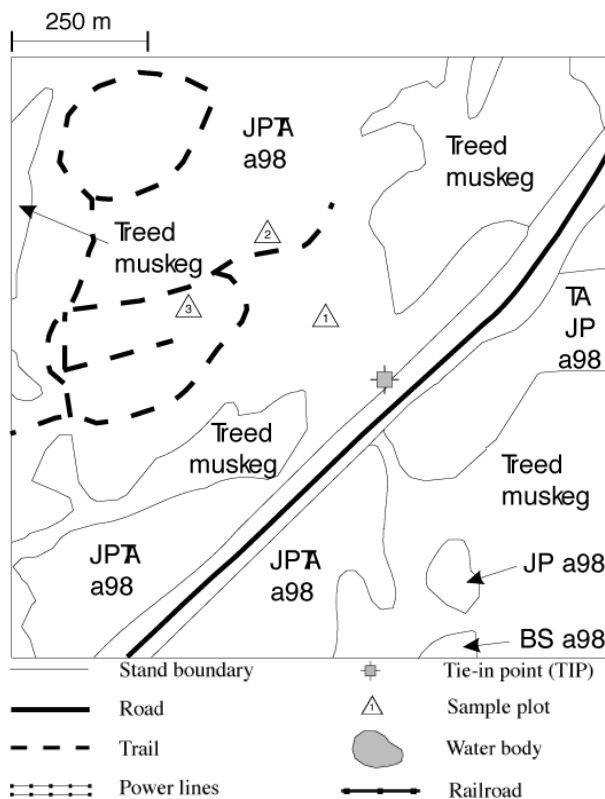 250 m
JPTA
a98
Treed
muskeg
Treed
muskeg
2
3
1
TA
JP
a98
Treed
muskeg
Treed
muskeg
JPTA
a98
JPTA
a98
JP a98
BS a98
Stand boundary
Tie-in point (TIP)
Road
1
Sample plot
Trail
Water body
Power lines
Railroad